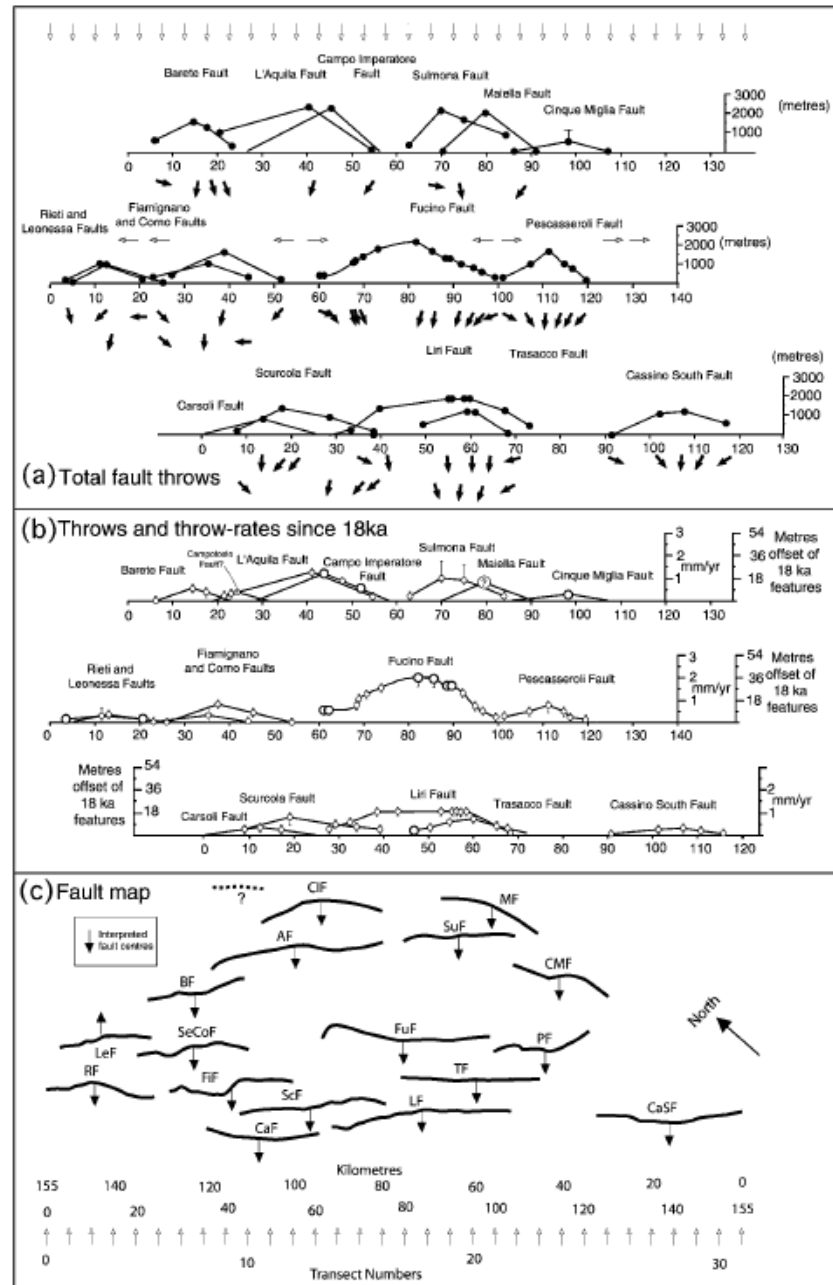 Campo Imperatore
Barete Fault L'Aquila Fault Fault Sulmona Fault
Maiella Fault
Cinque Miglia Fault
3000
2000
1000
(metres)
0 10 20 30 40 50 60 70 80 90 100 110 120 130
Rieti and
Leonessa Faults
Fiamignano
and Corno Faults
Fucino Fault
Pescasseroli Fault
3000
2000
1000
(metres)
0 10 20 30 40 50 60 70 80 90 100 110 120 130 140
Liri Fault
Scurcola Fault
Trasacco Fault
Carsoli Fault
Cassino South Fault
(metres)
3000
2000
1000
0 10 20 30 40 50 60 70 80 90 100 110 120 130
(a) Total fault throws
(b) Throws and throw-rates since 18ka
Barete Fault
L'Aquila Fault
Campo Imperatore
Fault
Sulmona Fault
Maiella Fault
Cinque Miglia Fault
?
3
2
1
mm/yr
54
36
18
Metres
offset of
18 ka
features
0 10 20 30 40 50 60 70 80 90 100 110 120 130
Rieti and
Leonessa Faults
Fiamignano
and Corno Faults
Fucino Fault
Pescasseroli Fault
3
2
1
mm/yr
54
36
18
Metres
offset of 18
ka features
0 10 20 30 40 50 60 70 80 90 100 110 120 130 140
Metres
offset of
18 ka
features
54
36
18
Carsoli Fault
Scurcola Fault
Liri Fault
Trasacco Fault
Cassino South Fault
2
1
mm/yr
0 10 20 30 40 50 60 70 80 90 100 110 120
(c) Fault map
Interpreted
fault centres
?
CIF
MF
AF
SuF
BF
CMF
North
LeF
SeCoF
FuF
PF
RF
FiF
ScF
TF
LF
CaSF
CaF
Kilometres
155 140 120 100 80 60 40 20 0
0 20 40 60 80 100 120 140 155
0 10 20 30
Transect Numbers